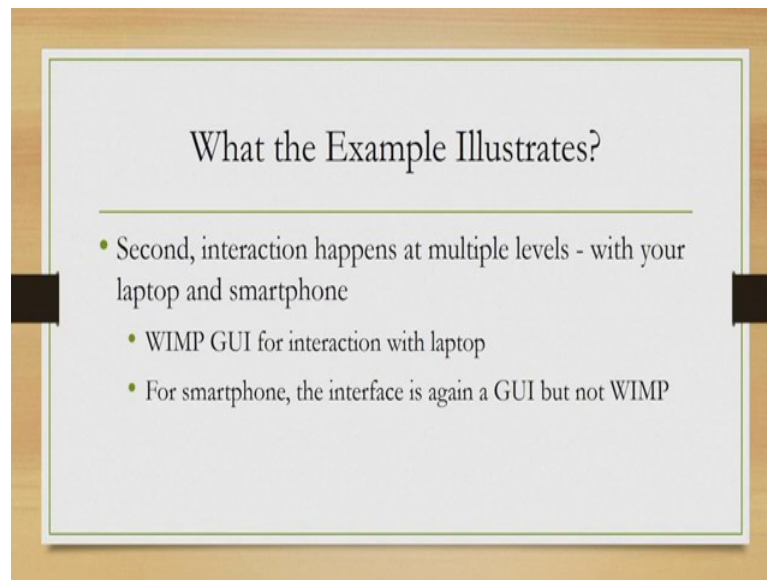 What the Example Illustrates?
• Second, interaction happens at multiple levels - with your
laptop and smartphone
• WIMP GUI for interaction with laptop
• For smartphone, the interface is again a GUI but not WIMP